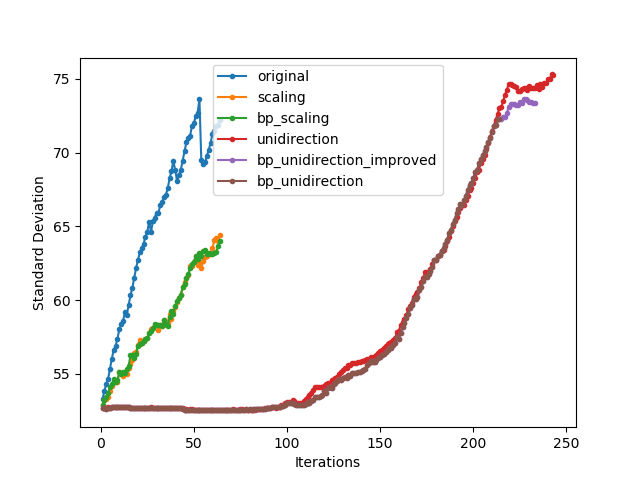 75
70
65
60
55
Standard Deviation
original
scaling
bp_scaling
unidirection
bp_unidirection_improved
bp_unidirection
0 50 100 150 200 250
Iterations